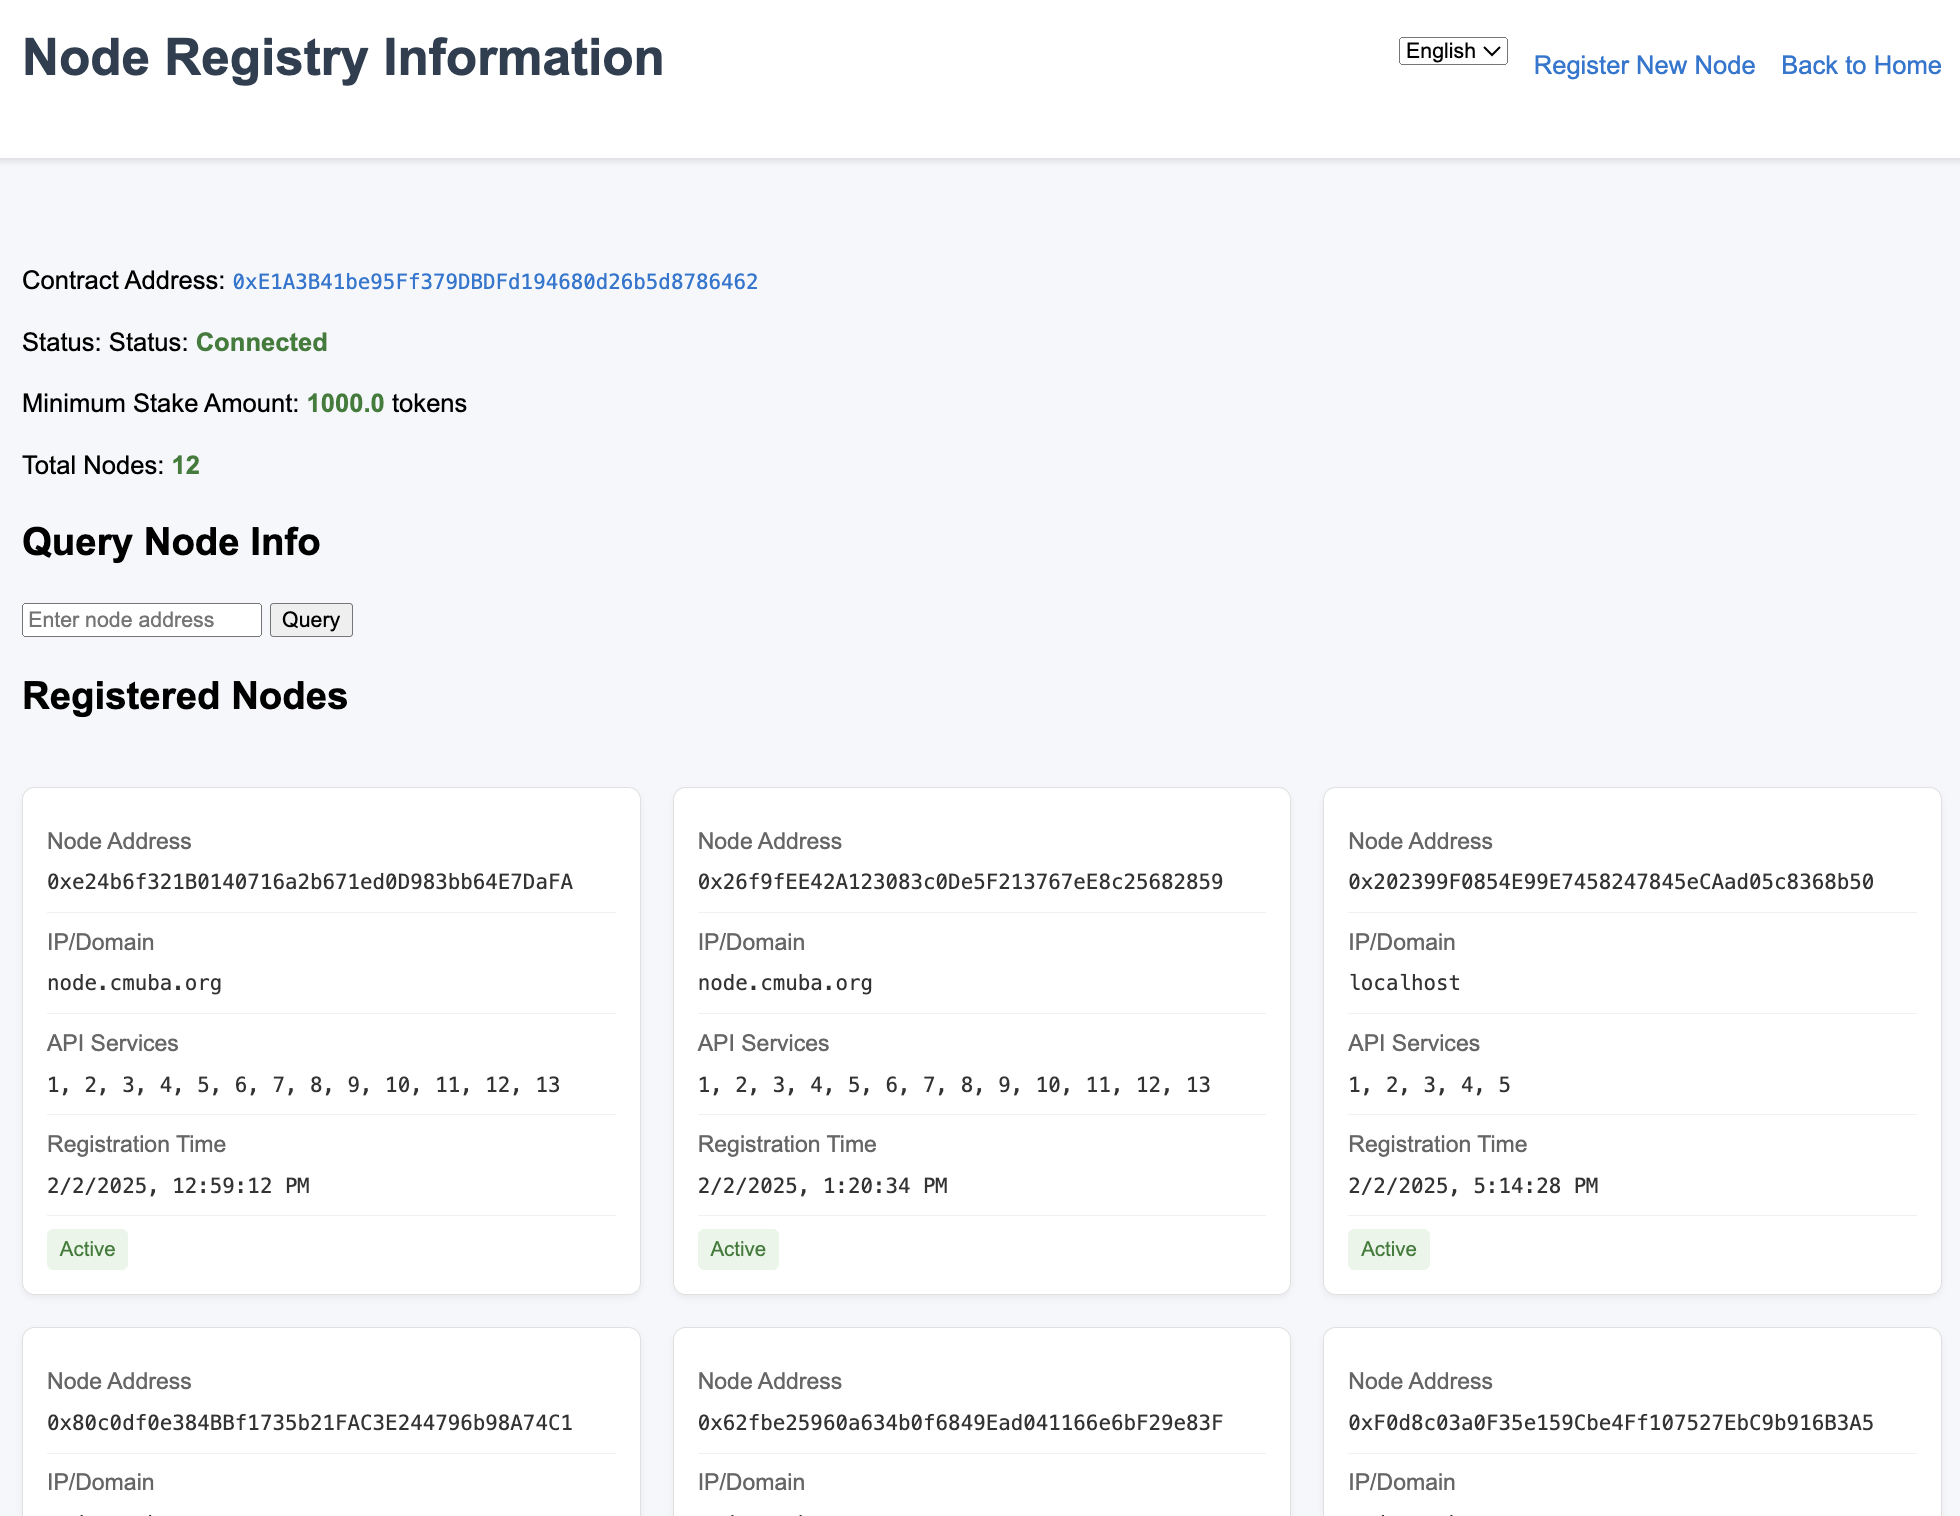 Node Registry Information
English
Register New Node
Back to Home
Contract Address: 0xE1A3B41be95Ff379DBDFd194680d26b5d8786462
Status: Status: Connected
Minimum Stake Amount: 1000.0 tokens
Total Nodes: 12
Query Node Info
Enter node address
Query
Registered Nodes
Node Address
0xe24b6f321B0140716a2b671ed0D983bb64E7DaFA
IP/Domain
node.cmuba.org
API Services
1, 2, 3, 4, 5, 6, 7, 8, 9, 10, 11, 12, 13
Registration Time
2/2/2025, 12:59:12 PM
Active
Node Address
0x26f9fEE42A123083c0De5F213767eE8c25682859
IP/Domain
node.cmuba.org
API Services
1, 2, 3, 4, 5, 6, 7, 8, 9, 10, 11, 12, 13
Registration Time
2/2/2025, 1:20:34 PM
Active
Node Address
0x202399F0854E99E7458247845eCAad05c8368b50
IP/Domain
localhost
API Services
1, 2, 3, 4, 5
Registration Time
2/2/2025, 5:14:28 PM
Active
Node Address
0x80c0df0e384BBf1735b21FAC3E244796b98A74C1
IP/Domain
Node Address
0x62fbe25960a634b0f6849Ead041166e6bF29e83F
IP/Domain
Node Address
0xF0d8c03a0F35e159Cbe4Ff107527EbC9b916B3A5
IP/Domain